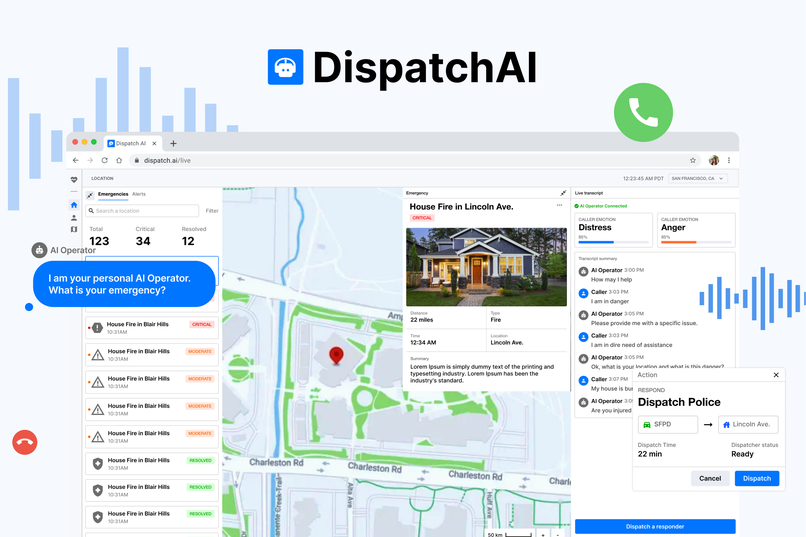 DispatchAI
Dispatch AI
dispatch.ai/live
LOCATION
12:23:45 AM PDT
SAN FRANCISCO, CA
Emergencies
Alerts
Search a location
Filter
Total
Critical
Resolved
123
34
12
AI Operator
I am your personal AI Operator.
What is your emergency?
House Fire in Blair Hills
CRITICAL
10:31AM
House Fire in Blair Hills
MODERATE
10:31AM
House Fire in Blair Hills
MODERATE
10:31AM
House Fire in Blair Hills
MODERATE
10:31AM
House Fire in Blair Hills
MODERATE
10:31AM
House Fire in Blair Hills
RESOLVED
10:31AM
House Fire in Blair Hills
RESOLVED
10:31AM
House Fire in Blair Hills
RESOLVED
10:31AM
Charleston Rd
Charleston Rd
Charleston Rd
Huff Ave
50 km
Emergency
House Fire in Lincoln Ave.
CRITICAL
Distance
Type
22 miles
Fire
Time
Location
12:34 AM
Lincoln Ave.
Summary
Lorem Ipsum is simply dummy text of the printing and
typesetting industry. Lorem Ipsum has been the
industry's standard.
Live transcript
AI Operator Connected
CALLER EMOTION
Distress
CALLER EMOTION
Anger
Transcript summary
AI Operator 3:00 PM
How may I help
Caller 3:03 PM
I am in danger
AI Operator 3:05 PM
Please provide me with a specific issue.
Caller 3:03 PM
I am in dire need of assistance
AI Operator 3:05 PM
Ok, what is your location and what is this danger?
Caller 3:07 PM
My house is bu
AI Operator 3:0
Are you injured
Action
RESPOND
Dispatch Police
SFPD
Lincoln Ave.
Dispatch Time
Dispatcher status
22 min
Ready
Cancel
Dispatch
Dispatch a responder